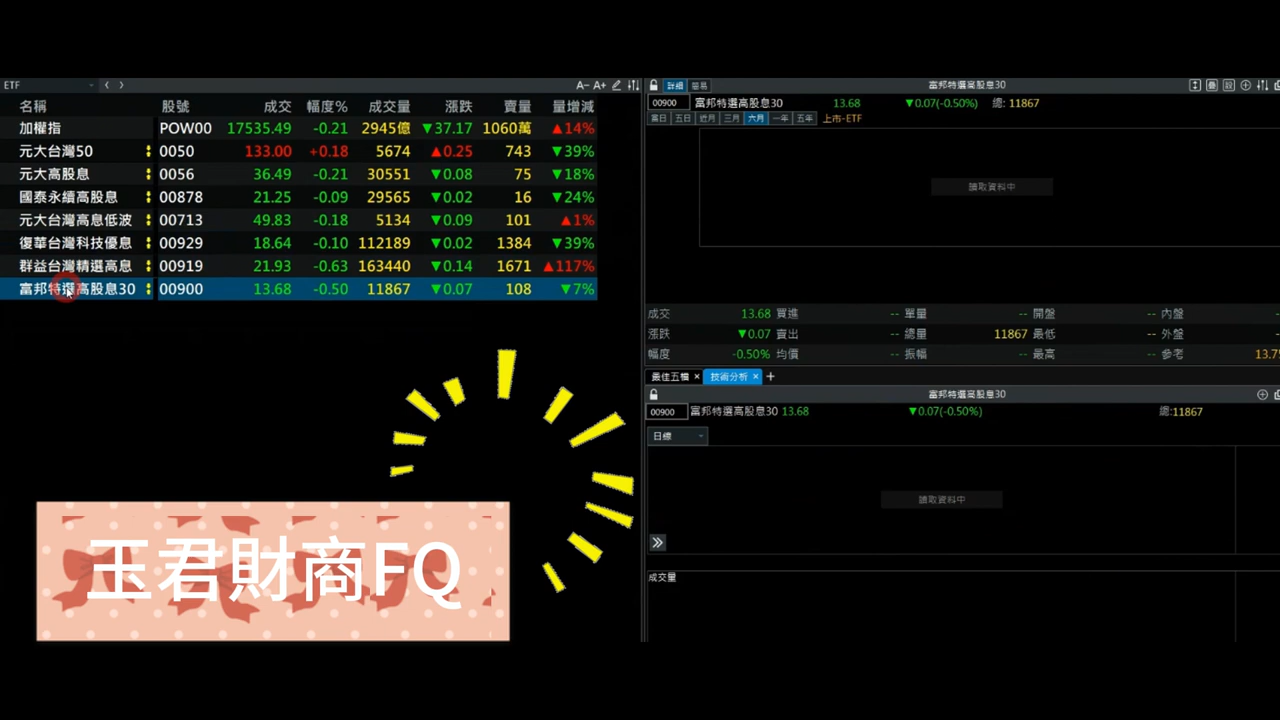 ETF
A- A+
名稱 股號 成交 幅度% 成交量 漲跌 賣量 量增減
加權指 POW00 17535.49 -0.21 2945億 ▼37.17 1060萬 ▲14%
元大台灣50 0050 133.00 +0.18 5674 ▲0.25 743 ▼39%
元大高股息 0056 36.49 -0.21 30551 ▼0.08 75 ▼18%
國泰永續高股息 00878 21.25 -0.09 29565 ▼0.02 16 ▼24%
元大台灣高息低波 00713 49.83 -0.18 5134 ▼0.09 101 ▲1%
復華台灣科技優息 00929 18.64 -0.10 112189 ▼0.02 1384 ▼39%
群益台灣精選高息 00919 21.93 -0.63 163440 ▼0.14 1671 ▲117%
富邦特選高股息30 00900 13.68 -0.50 11867 ▼0.07 108 ▼7%
玉君財商FQ
詳細 簡易 富邦特選高股息30
00900 富邦特選高股息30 13.68 ▼0.07(-0.50%) 總: 11867
當日 五日 近月 三月 六月 一年 五年 上市-ETF
讀取資料中
成交 13.68 買進 -- 單量 -- 開盤 -- 內盤
漲跌 ▼0.07 賣出 -- 總量 11867 最低 -- 外盤
幅度 -0.50% 均價 -- 振幅 -- 最高 -- 參考 13.75
最佳五檔 × 技術分析 × +
富邦特選高股息30
00900 富邦特選高股息30 13.68 ▼0.07(-0.50%) 總:11867
日線
讀取資料中
成交量